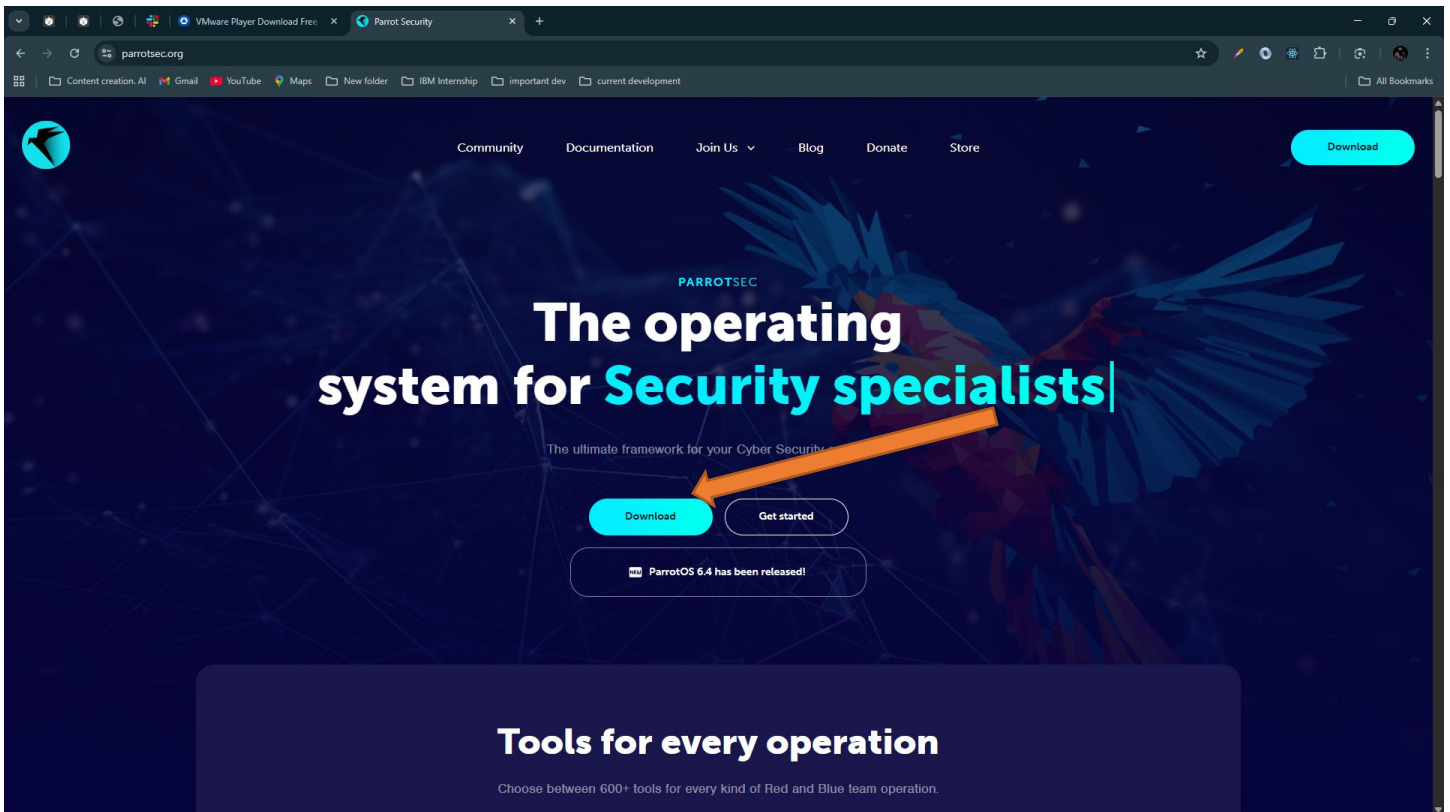 VMware Player Download Free
Parrot Security
parrotsec.org
Content creation. AI
Gmail
YouTube
Maps
New folder
IBM Internship
important dev
current development
All Bookmarks
Community
Documentation
Join Us
Blog
Donate
Store
Download
PARROTSEC
The operating
system for Security specialists
The ultimate framework for your Cyber Security
Download
Get started
NEW ParrotOS 6.4 has been released!
Tools for every operation
Choose between 600+ tools for every kind of Red and Blue team operation.